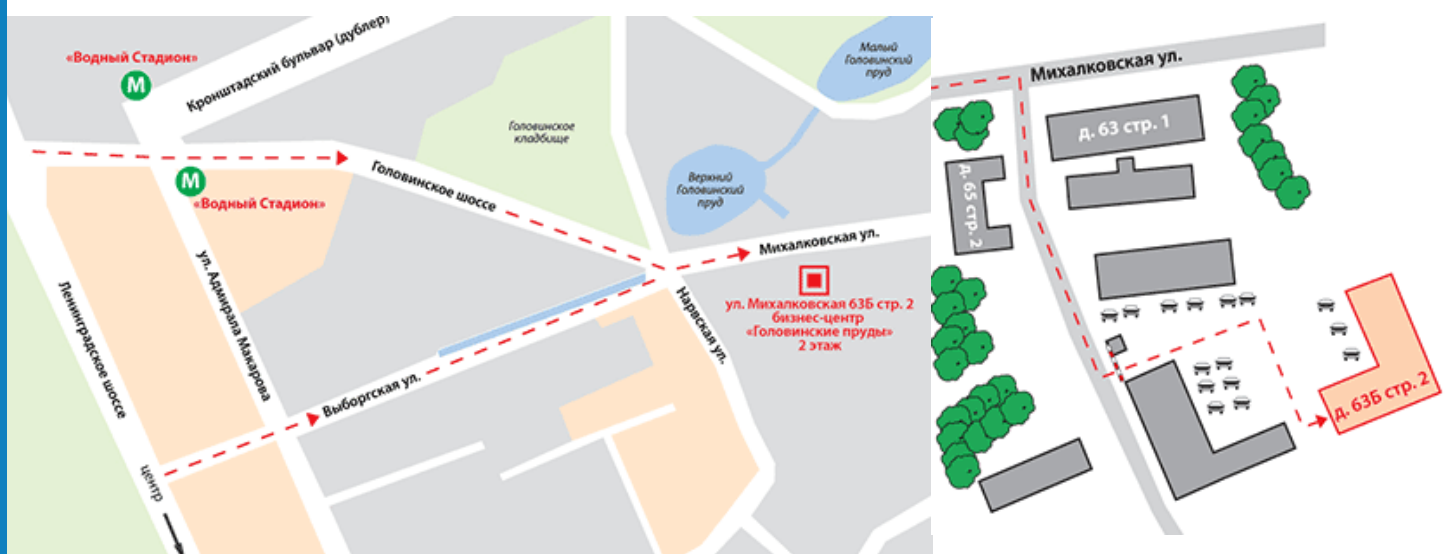 «Водный Стадион»
М
Кронштадский бульвар (дублер)
Малый
Головинский
пруд
Головинское
кладбище
Головинское шоссе
М
«Водный Стадион»
Верхний
Головинский
пруд
Михалковская ул.
ул. Михалковская 63Б стр. 2
бизнес-центр
«Головинские пруды»
2 этаж
Нарвская ул.
ул. Адмирала Макарова
Ленинградское шоссе
Выборгская ул.
центр
Михалковская ул.
д. 63 стр. 1
д. 65 стр. 2
д. 63Б стр. 2